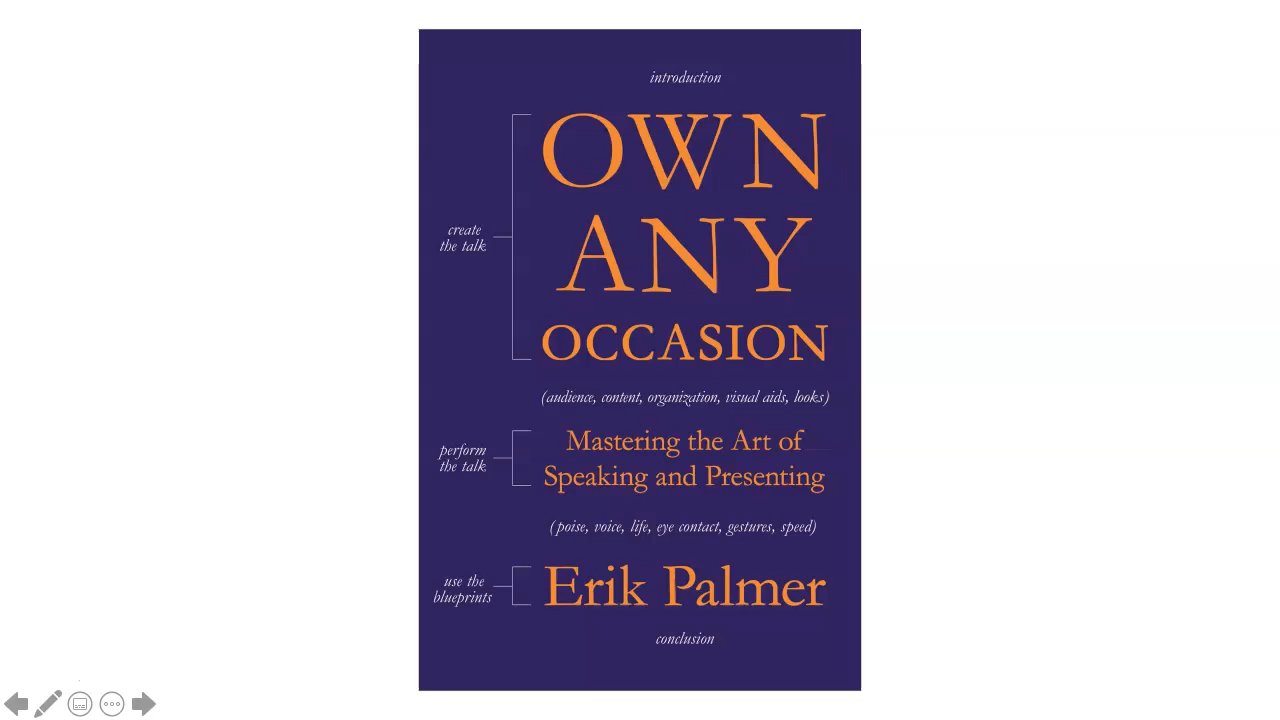 introduction
OWN
ANY
OCCASION
create
the talk
(audience, content, organization, visual aids, looks)
Mastering the Art of
Speaking and Presenting
perform
the talk
(poise, voice, life, eye contact, gestures, speed)
Erik Palmer
use the
blueprints
conclusion